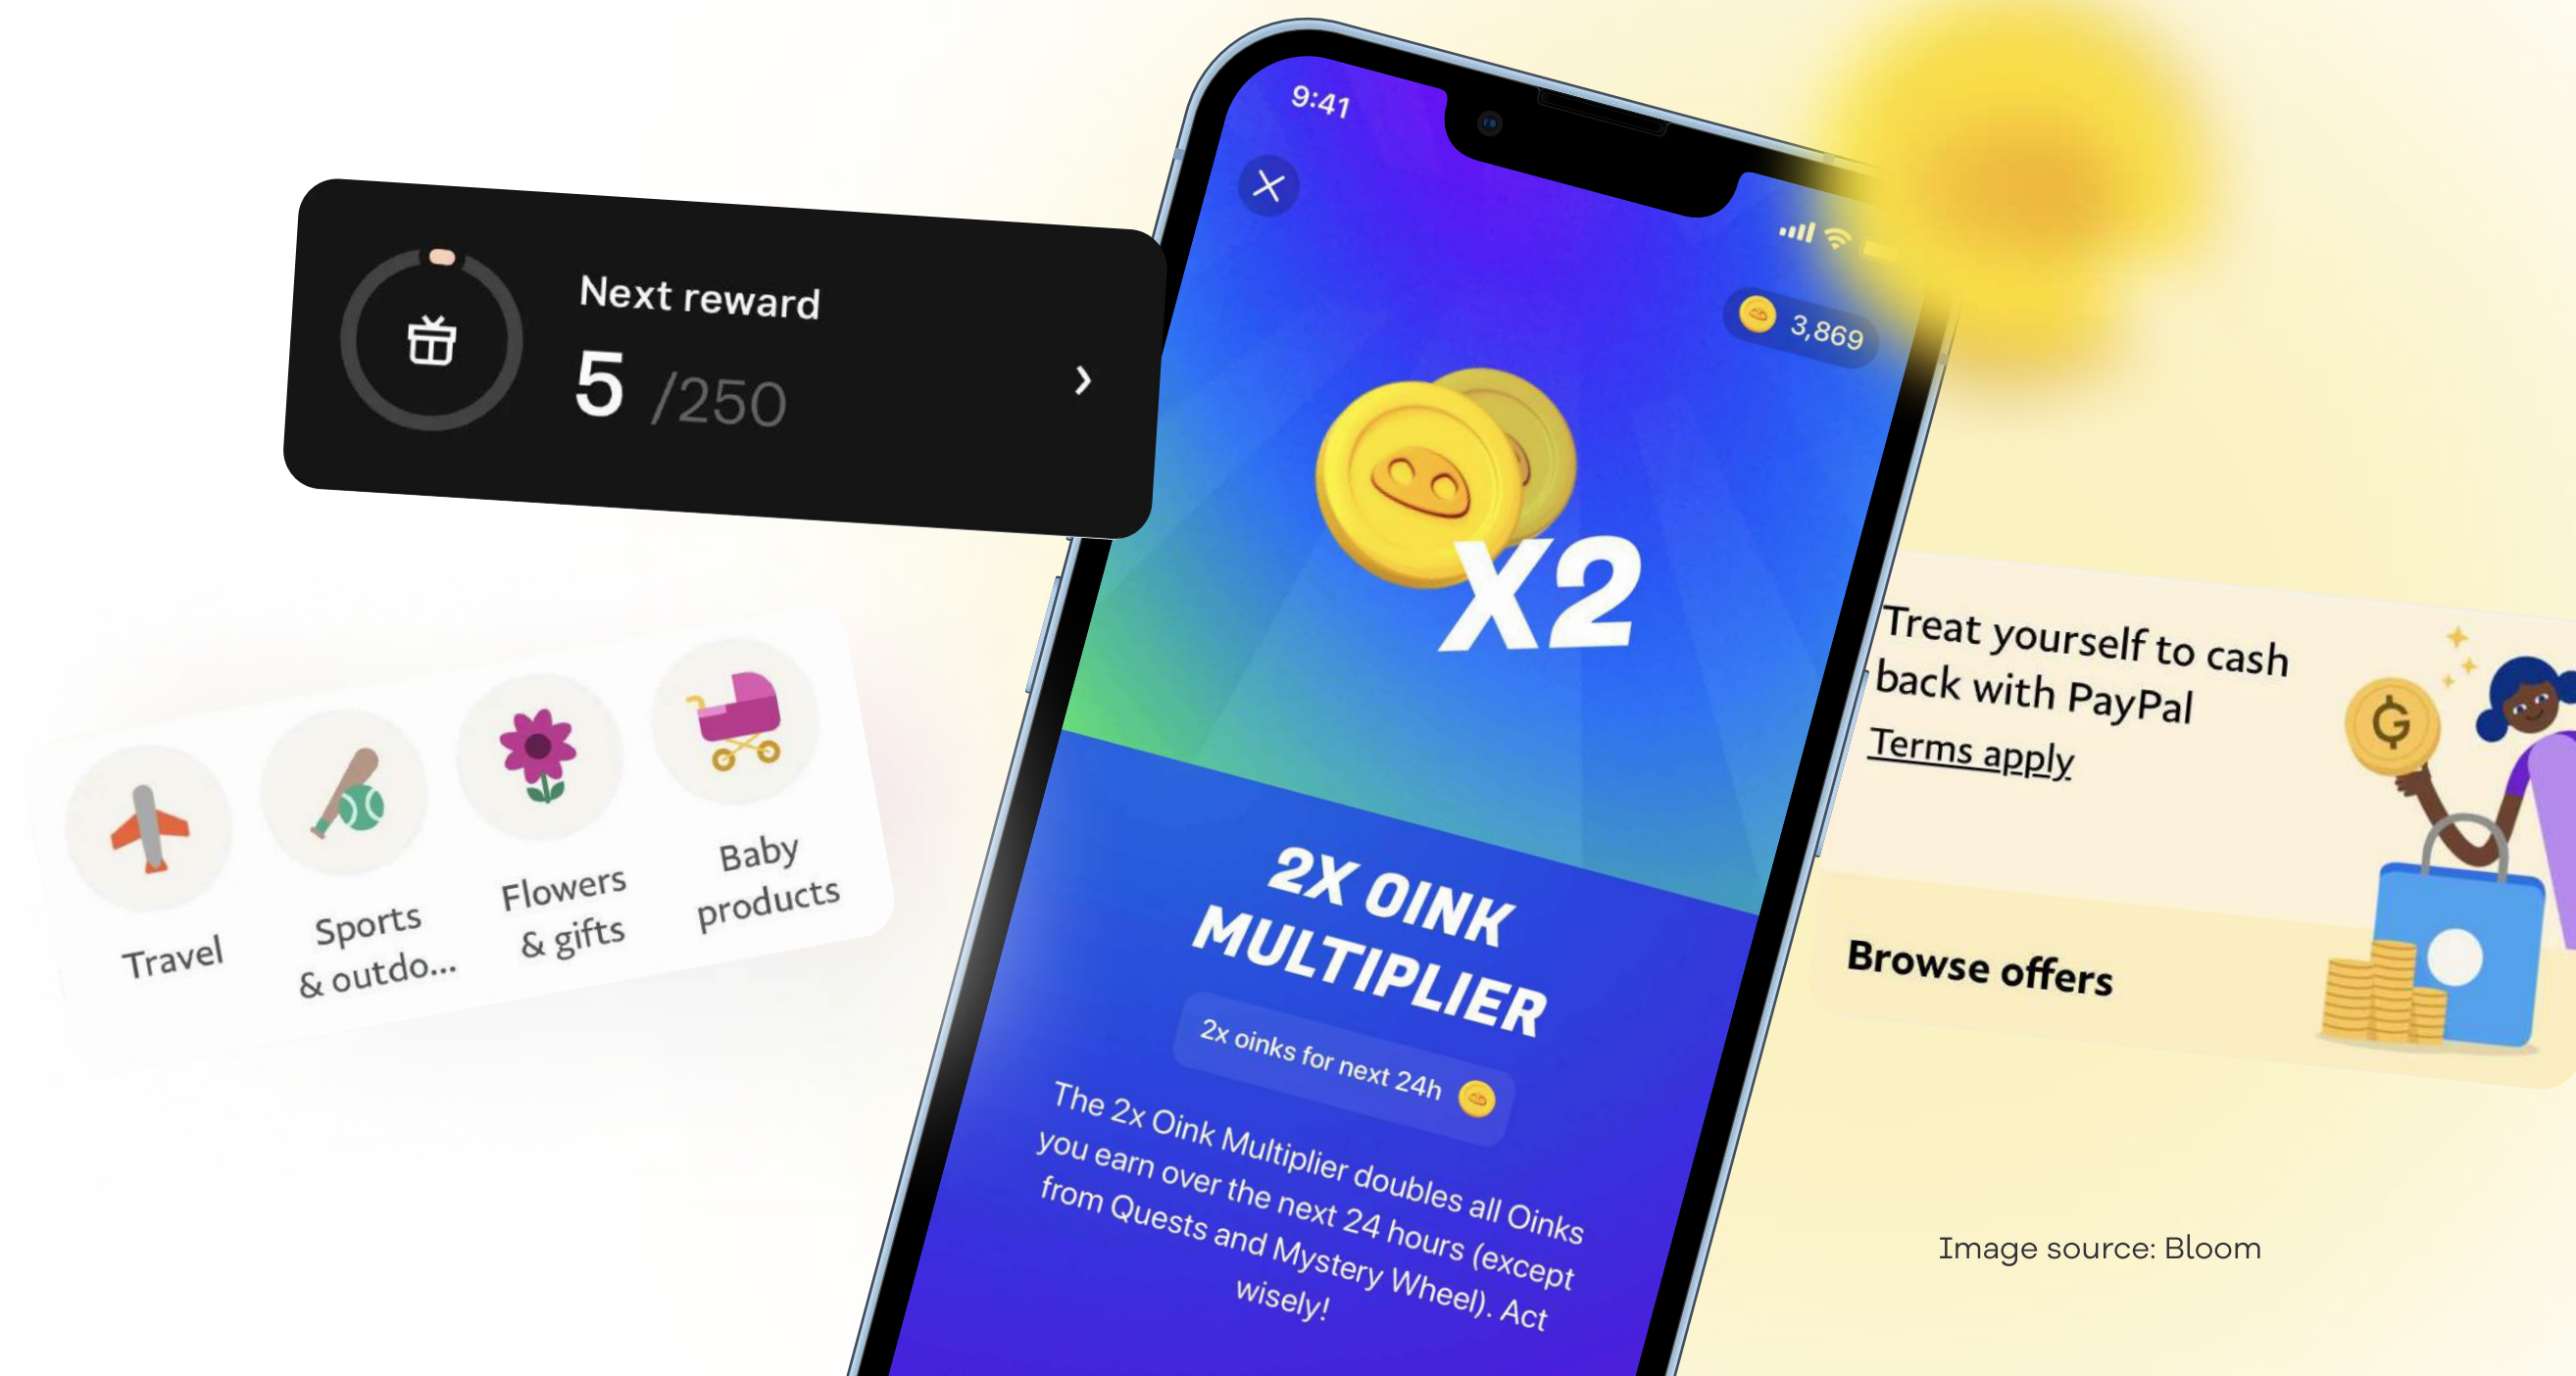 9:41
3,869
Next reward
5 /250
X2
Travel
Sports
& outdo...
Flowers
& gifts
Baby
products
2X OINK
MULTIPLIER
2x oinks for next 24h
The 2x Oink Multiplier doubles all Oinks
you earn over the next 24 hours (except
from Quests and Mystery Wheel). Act
wisely!
Treat yourself to cash
back with PayPal
Terms apply
Browse offers
Image source: Bloom